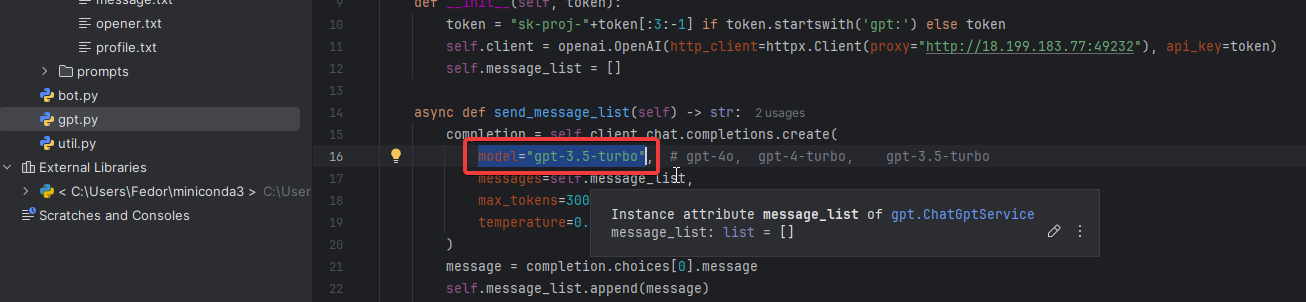 message.txt
opener.txt
profile.txt
prompts
bot.py
gpt.py
util.py
External Libraries
< C:\Users\Fedor\miniconda3 > C:\User
Scratches and Consoles
9 def __init__(self, token):
10 token = "sk-proj-"+token[:3:-1] if token.startswith('gpt:') else token
11 self.client = openai.OpenAI(http_client=httpx.Client(proxy="http://18.199.183.77:49232"), api_key=token)
12 self.message_list = []
13
14 async def send_message_list(self) -> str: 2 usages
15 completion = self.client.chat.completions.create(
16 model="gpt-3.5-turbo", # gpt-4o, gpt-4-turbo, gpt-3.5-turbo
17 messages=self.message_list,
18 max_tokens=300
19 temperature=0.
20 )
21 message = completion.choices[0].message
22 self.message_list.append(message)
Instance attribute message_list of gpt.ChatGptService
message_list: list = []